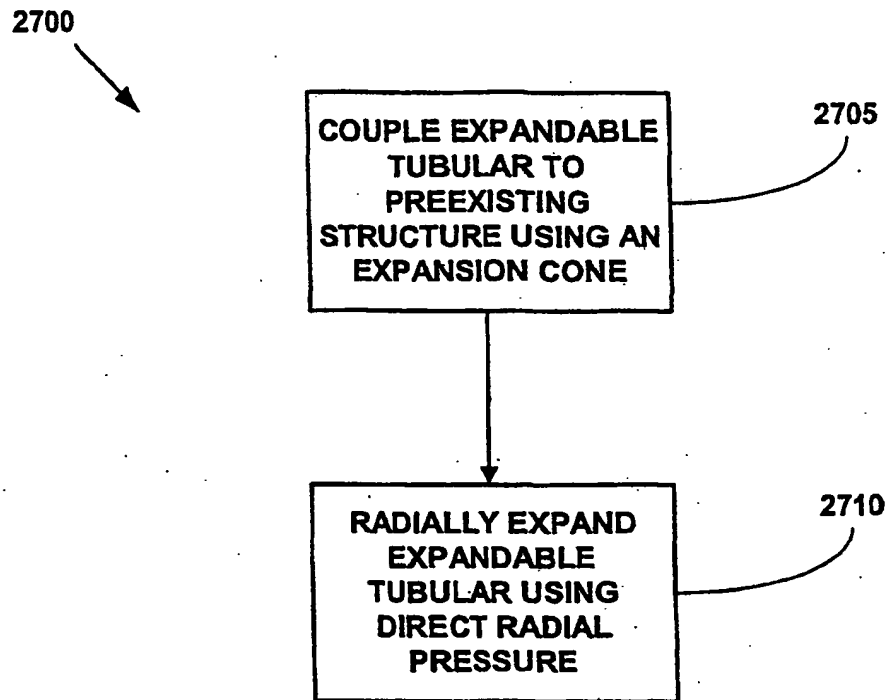 2700
COUPLE EXPANDABLE
TUBULAR TO
PREEXISTING
STRUCTURE USING AN
EXPANSION CONE
2705
RADIALLY EXPAND
EXPANDABLE
TUBULAR USING
DIRECT RADIAL
PRESSURE
2710